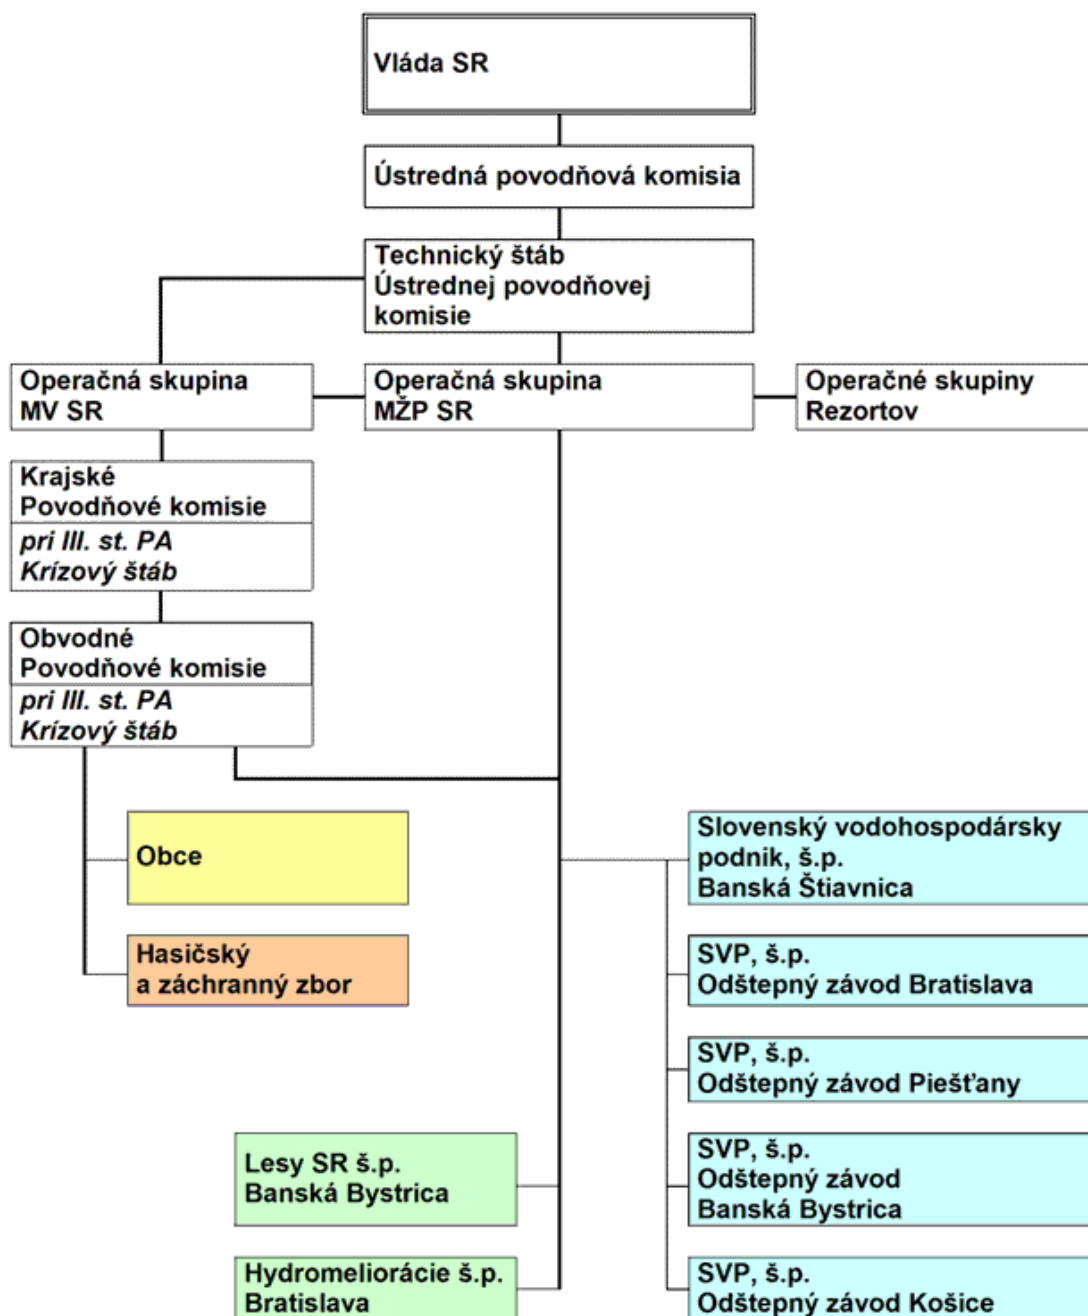 Vláda SR
Ústredná povodňová komisia
Technický štáb
Ústrednej povodňovej
komisie
Operačná skupina
MV SR
Operačná skupina
MŽP SR
Operačné skupiny
Rezortov
Krajské
Povodňové komisie
pri III. st. PA
Krízový štáb
Obvodné
Povodňové komisie
pri III. st. PA
Krízový štáb
Obce
Hasičský
a záchranný zbor
Slovenský vodohospodársky
podnik, š.p.
Banská Štiavnica
SVP, š.p.
Odštepný závod Bratislava
SVP, š.p.
Odštepný závod Piešťany
Lesy SR š.p.
Banská Bystrica
SVP, š.p.
Odštepný závod
Banská Bystrica
Hydromeliorácie š.p.
Bratislava
SVP, š.p.
Odštepný závod Košice